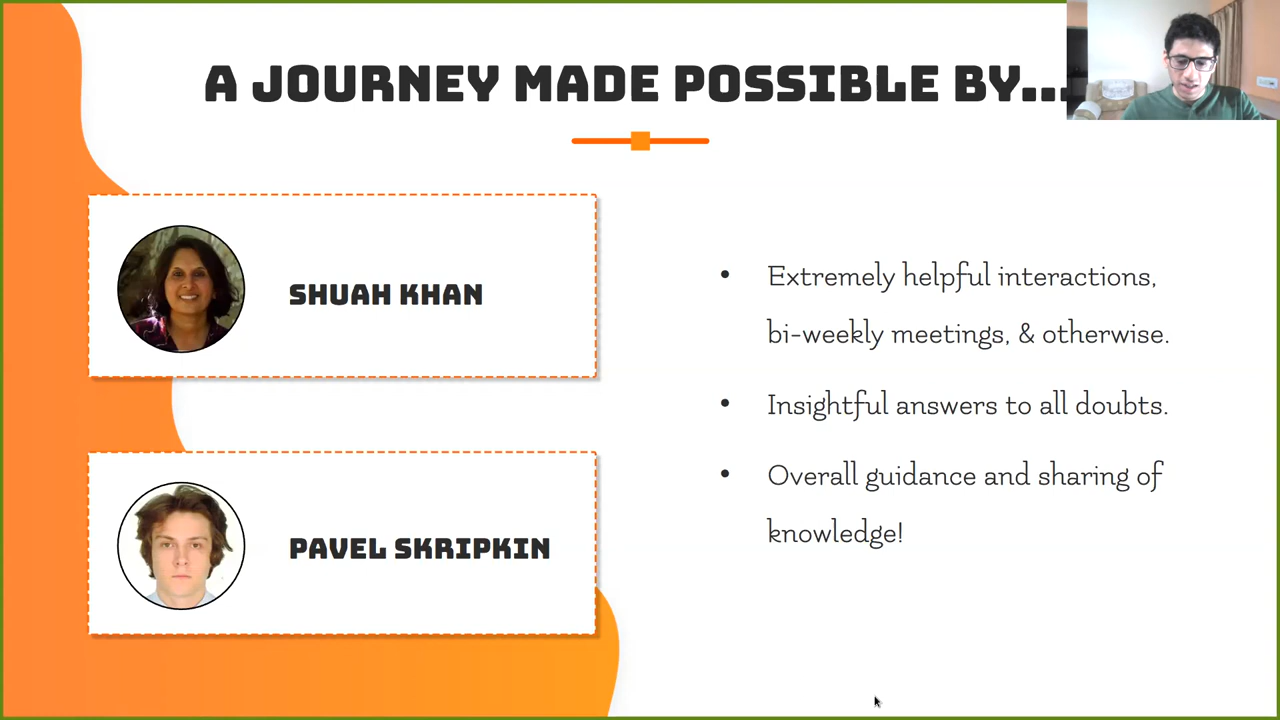 A JOURNEY MADE POSSIBLE BY...
SHUAH KHAN
PAVEL SKRIPKIN
• Extremely helpful interactions,
bi-weekly meetings, & otherwise.
• Insightful answers to all doubts.
• Overall guidance and sharing of
knowledge!